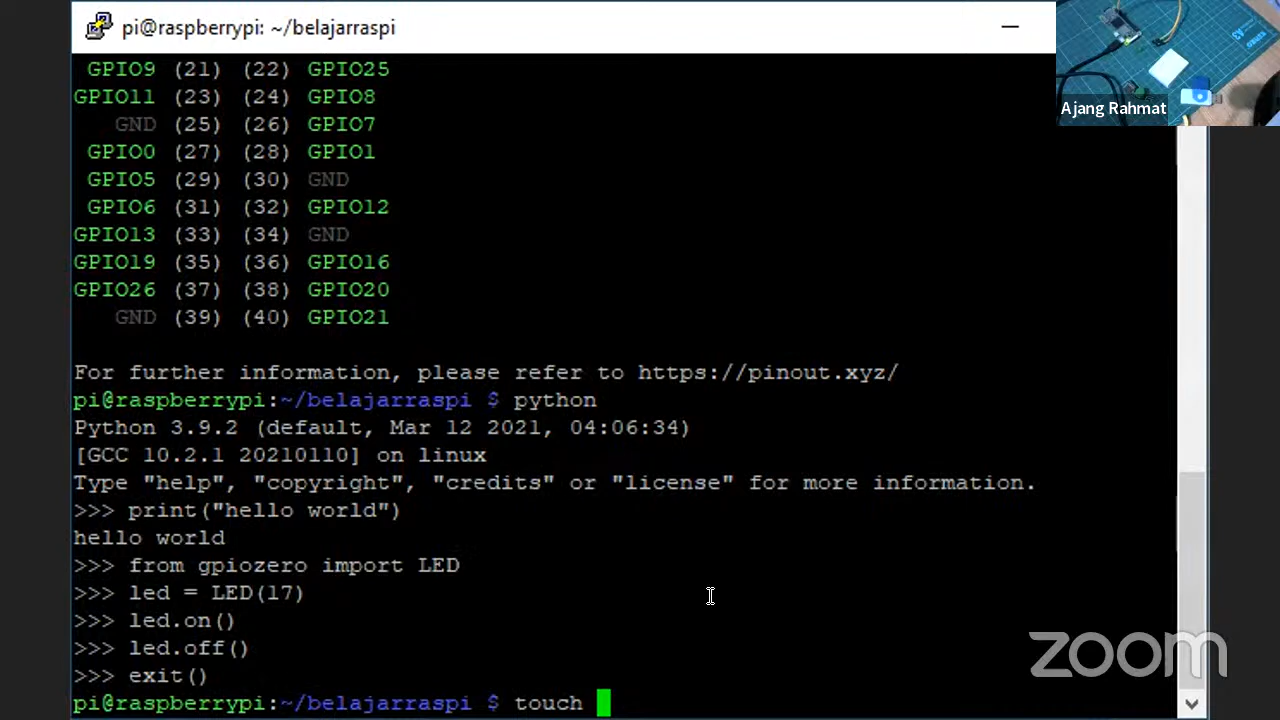 pi@raspberrypi: ~/belajarraspi
GPIO9 (21) (22) GPIO25
GPIO11 (23) (24) GPIO8
GND (25) (26) GPIO7
GPIO0 (27) (28) GPIO1
GPIO5 (29) (30) GND
GPIO6 (31) (32) GPIO12
GPIO13 (33) (34) GND
GPIO19 (35) (36) GPIO16
GPIO26 (37) (38) GPIO20
GND (39) (40) GPIO21
For further information, please refer to https://pinout.xyz/
pi@raspberrypi:~/belajarraspi $ python
Python 3.9.2 (default, Mar 12 2021, 04:06:34)
[GCC 10.2.1 20210110] on linux
Type "help", "copyright", "credits" or "license" for more information.
>>> print("hello world")
hello world
>>> from gpiozero import LED
>>> led = LED(17)
>>> led.on()
>>> led.off()
>>> exit()
pi@raspberrypi:~/belajarraspi $ touch
Ajang Rahmat
zoom